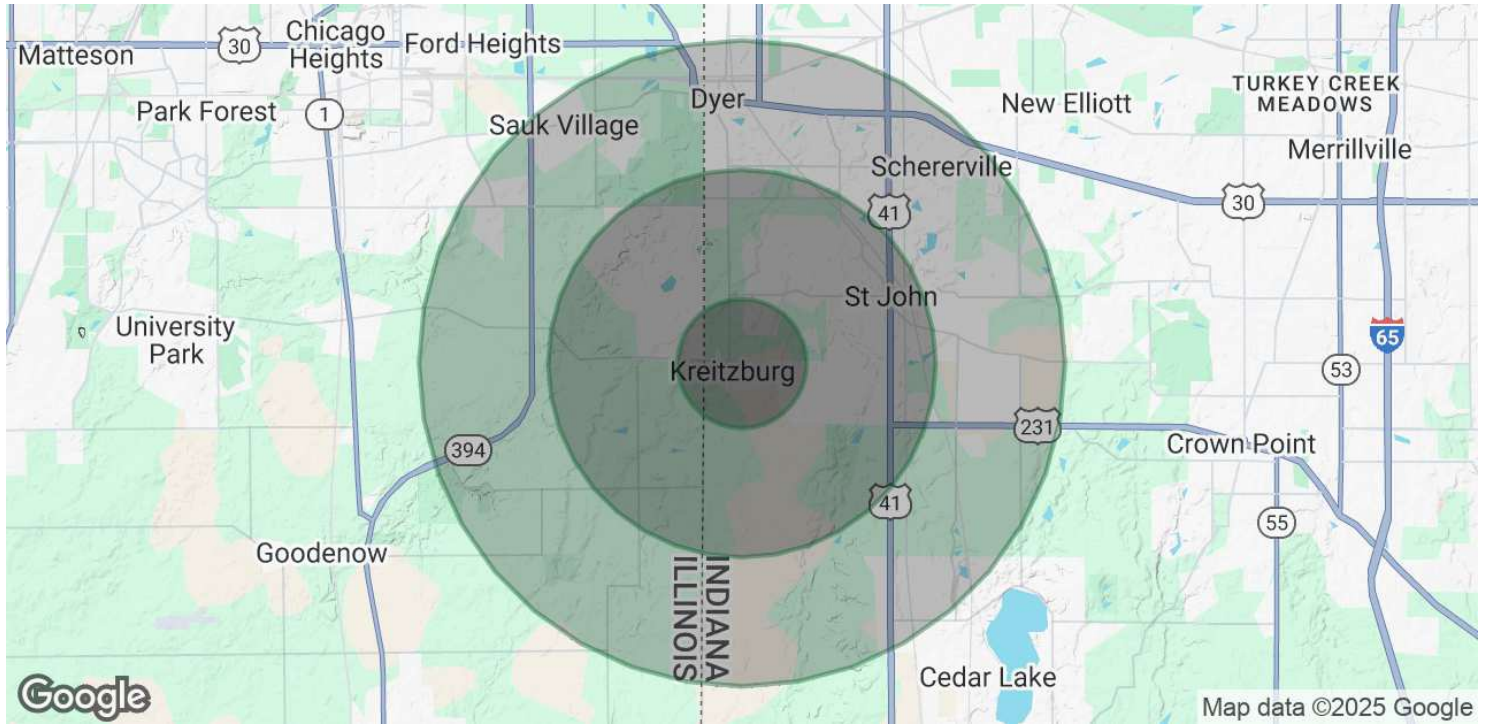 Matteson
30
Chicago
Heights
Ford Heights
Park Forest
1
Sauk Village
Dyer
New Elliott
TURKEY CREEK
MEADOWS
Merrillville
Schererville
41
30
St John
University
Park
Kreitzburg
65
53
394
231
Crown Point
41
55
Goodenow
INDIANA
ILLINOIS
Cedar Lake
Google
Map data ©2025 Google